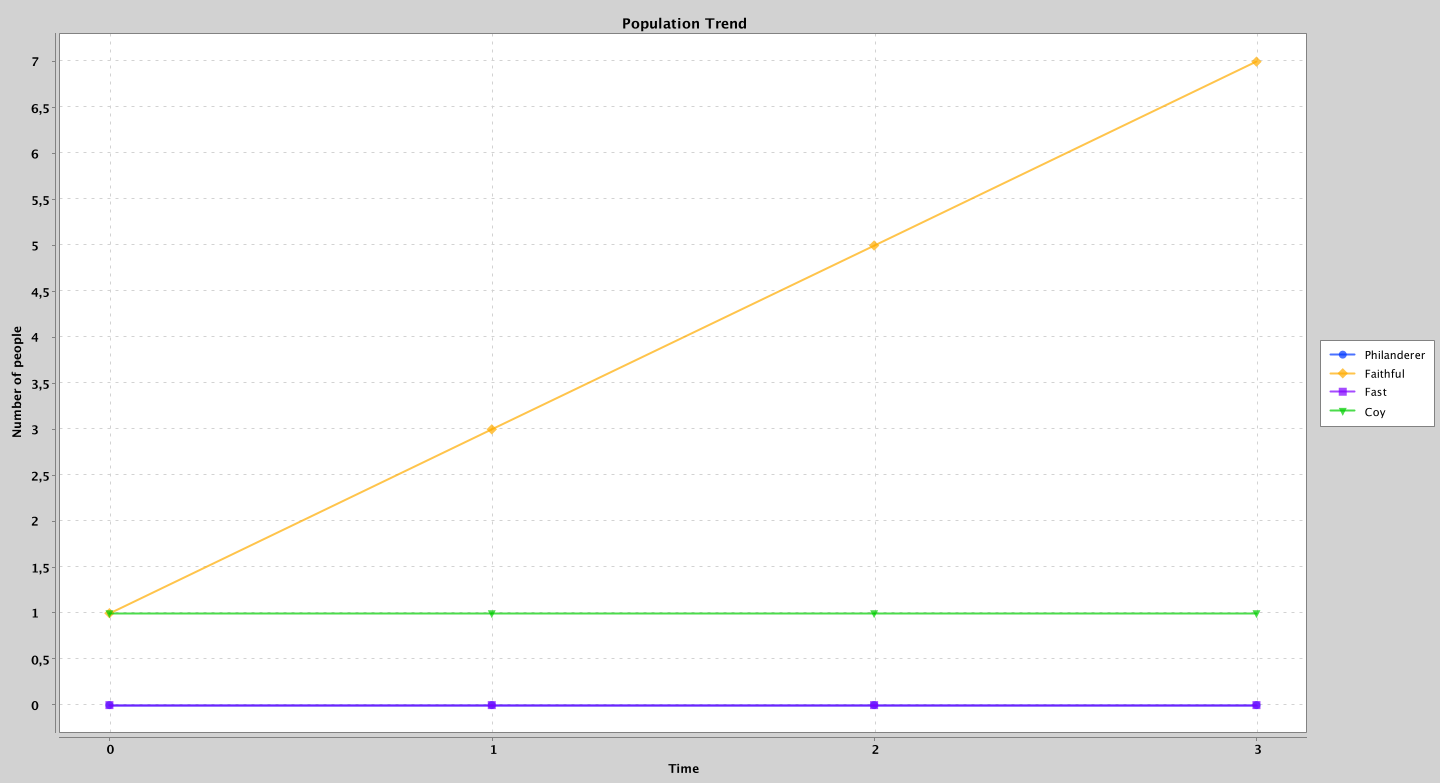 Population Trend
Number of people
7
6,5
6
5,5
5
4,5
4
3,5
3
2,5
2
1,5
1
0,5
0
0 1 2 3
Time
Philanderer
Faithful
Fast
Coy